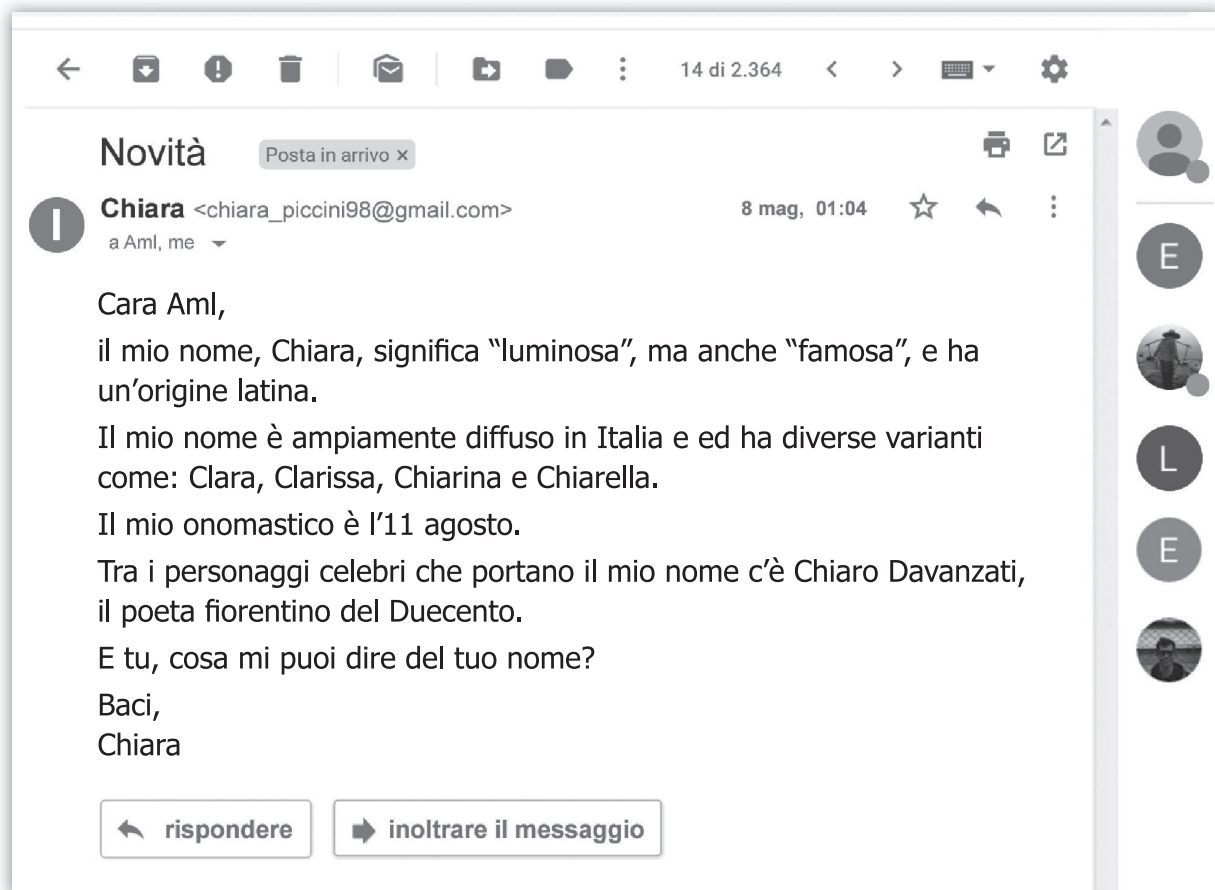 14 di 2.364
Novità
Posta in arrivo ×
I
Chiara <chiara_piccini98@gmail.com>
8 mag, 01:04
a Aml, me
Cara Aml,
il mio nome, Chiara, significa “luminosa”, ma anche “famosa”, e ha
un’origine latina.
Il mio nome è ampiamente diffuso in Italia e ed ha diverse varianti
come: Clara, Clarissa, Chiarina e Chiarella.
Il mio onomastico è l’11 agosto.
Tra i personaggi celebri che portano il mio nome c’è Chiaro Davanzati,
il poeta fiorentino del Duecento.
E tu, cosa mi puoi dire del tuo nome?
Baci,
Chiara
rispondere
inoltrare il messaggio
E
L
E